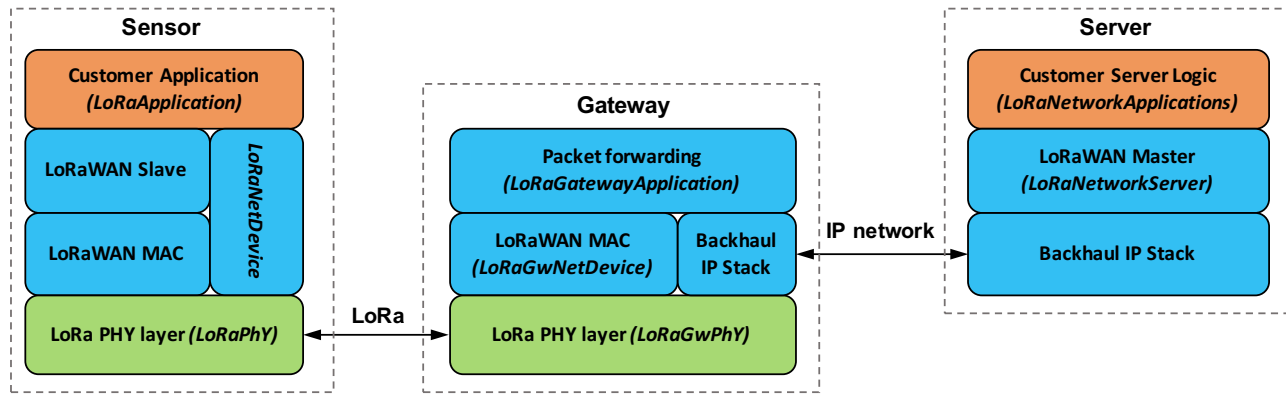 Sensor
Customer Application
(LoRaApplication)
LoRaWAN Slave
LoRaNetDevice
LoRaWAN MAC
LoRa PHY layer (LoRaPhY)
LoRa
Gateway
Packet forwarding
(LoRaGatewayApplication)
LoRaWAN MAC
(LoRaGwNetDevice)
Backhaul
IP Stack
LoRa PHY layer (LoRaGwPhY)
IP network
Server
Customer Server Logic
(LoRaNetworkApplications)
LoRaWAN Master
(LoRaNetworkServer)
Backhaul IP Stack